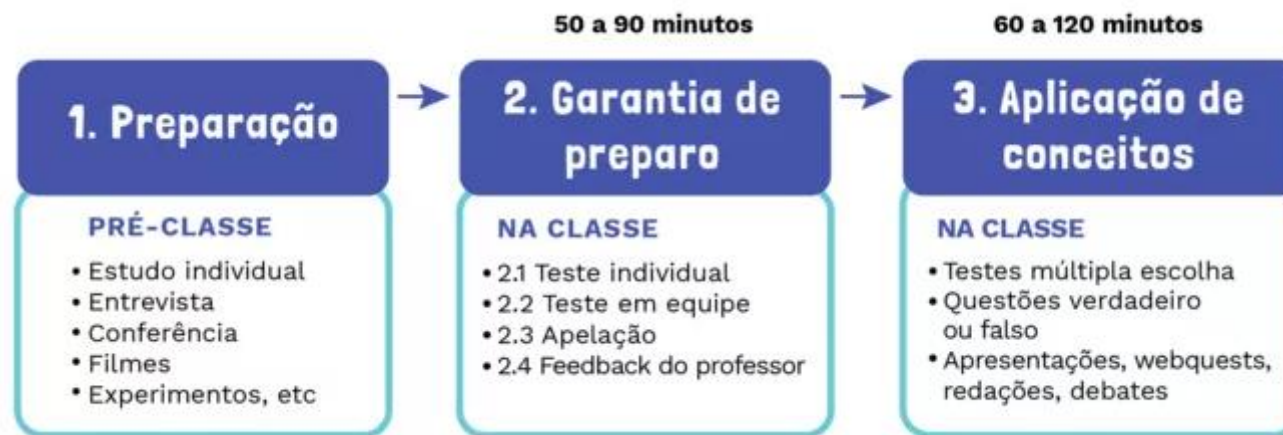 1. Preparação
PRÉ-CLASSE
• Estudo individual
• Entrevista
• Conferência
• Filmes
• Experimentos, etc
50 a 90 minutos
2. Garantia de
preparo
NA CLASSE
• 2.1 Teste individual
• 2.2 Teste em equipe
• 2.3 Apelação
• 2.4 Feedback do professor
60 a 120 minutos
3. Aplicação de
conceitos
NA CLASSE
• Testes múltipla escolha
• Questões verdadeiro
ou falso
• Apresentações, webquests,
redações, debates